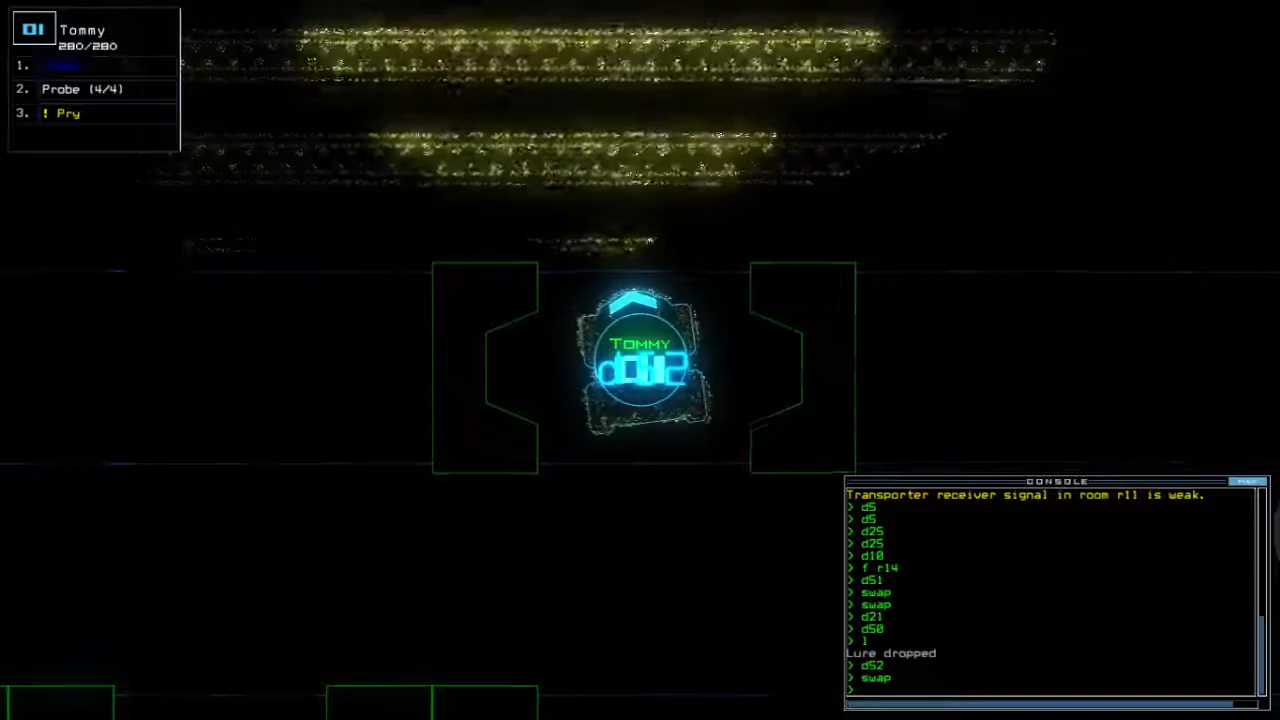 01 Tommy
280/280
1.
2. Probe (4/4)
3. ! Pry
TOMMY
CONSOLE
Transporter receiver signal in room r11 is weak.
> d5
> d5
> d25
> d25
> d10
> f r14
> d51
> swap
> swap
> d21
> d50
> l
Lure dropped
> d52
> swap
>